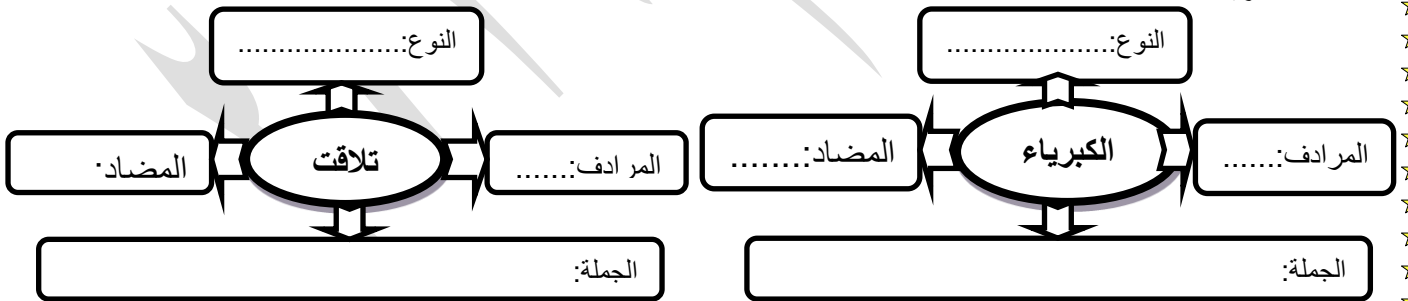 النوع:....................
المرادف:......
الكبرياء
المضاد:.......
الجملة:
النوع:....................
المرادف:......
تلاقت
المضاد:
الجملة: